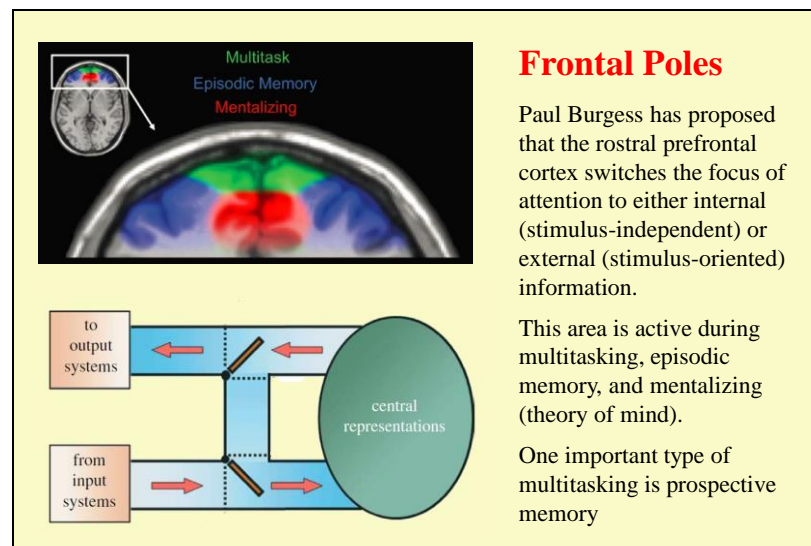 Multitask
Episodic Memory
Mentalizing
Frontal Poles
Paul Burgess has proposed
that the rostral prefrontal
cortex switches the focus of
attention to either internal
(stimulus-independent) or
external (stimulus-oriented)
information.
This area is active during
multitasking, episodic
memory, and mentalizing
(theory of mind).
One important type of
multitasking is prospective
memory
to
output
systems
central
representations
from
input
systems